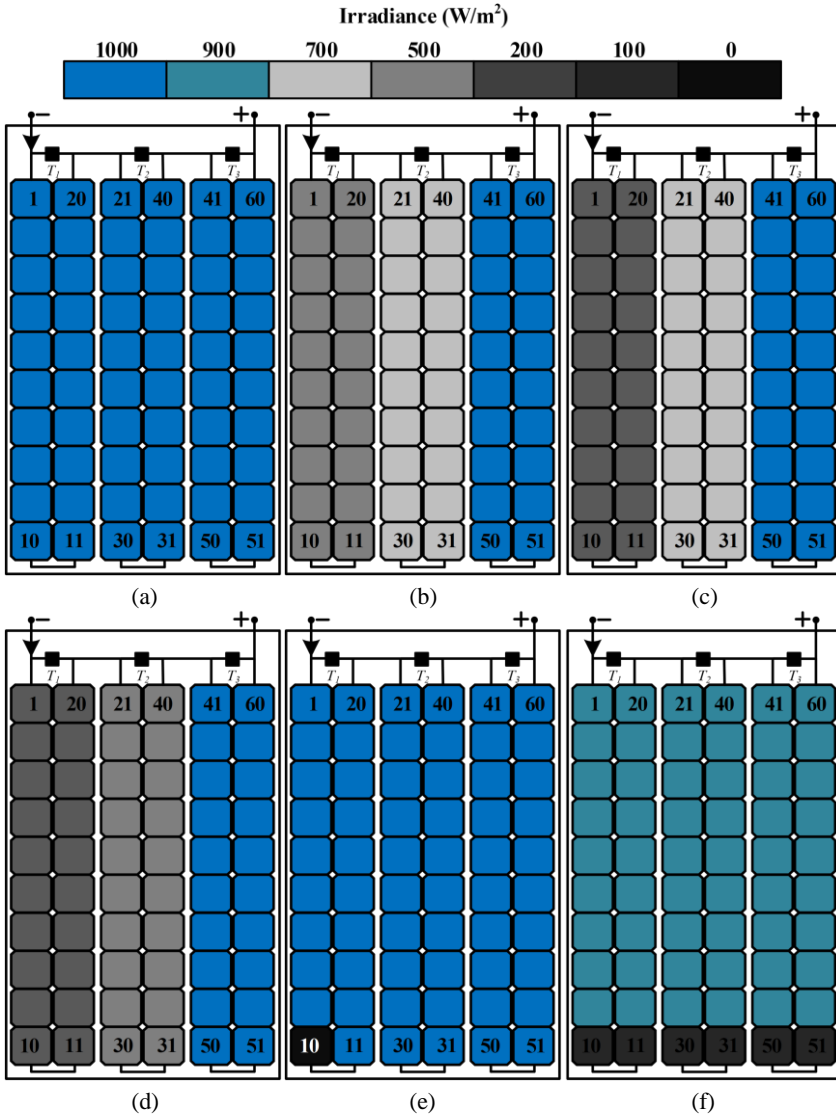 Irradiance (W/m²)
1000 900 700 500 200 100 0
− + − + − +
T₁ T₂ T₃ T₁ T₂ T₃ T₁ T₂ T₃
1 20 21 40 41 60 1 20 21 40 41 60 1 20 21 40 41 60
10 11 30 31 50 51 10 11 30 31 50 51 10 11 30 31 50 51
(a) (b) (c)
− + − + − +
T₁ T₂ T₃ T₁ T₂ T₃ T₁ T₂ T₃
1 20 21 40 41 60 1 20 21 40 41 60 1 20 21 40 41 60
10 11 30 31 50 51 10 11 30 31 50 51 10 11 30 31 50 51
(d) (e) (f)